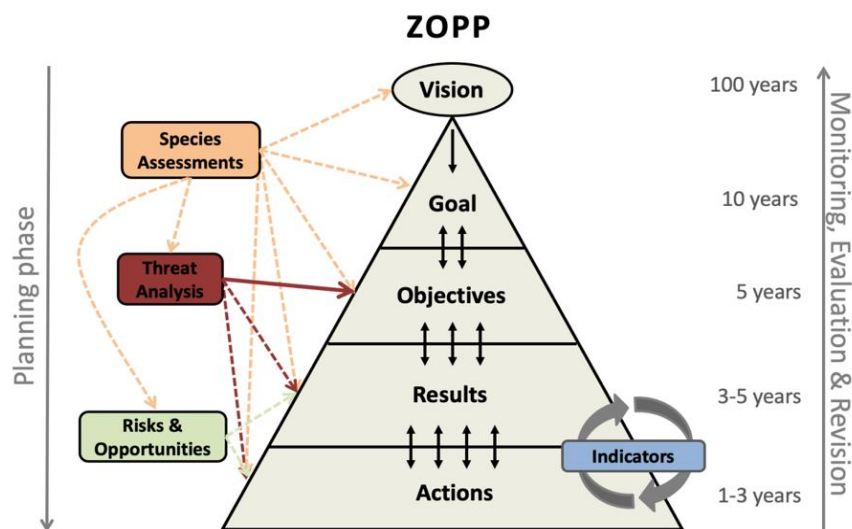 ZOPP
Vision
100 years
Species
Assessments
Goal
10 years
Threat
Analysis
Objectives
5 years
Results
3-5 years
Risks &
Opportunities
Indicators
Actions
1-3 years
Planning phase
Monitoring, Evaluation & Revision